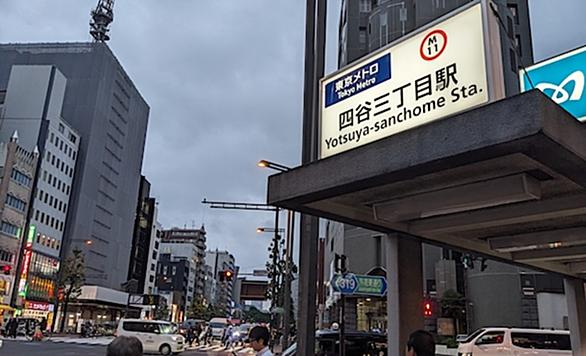 東京メトロ
Tokyo Metro
M
11
四谷三丁目駅
Yotsuya-sanchome Sta.
319